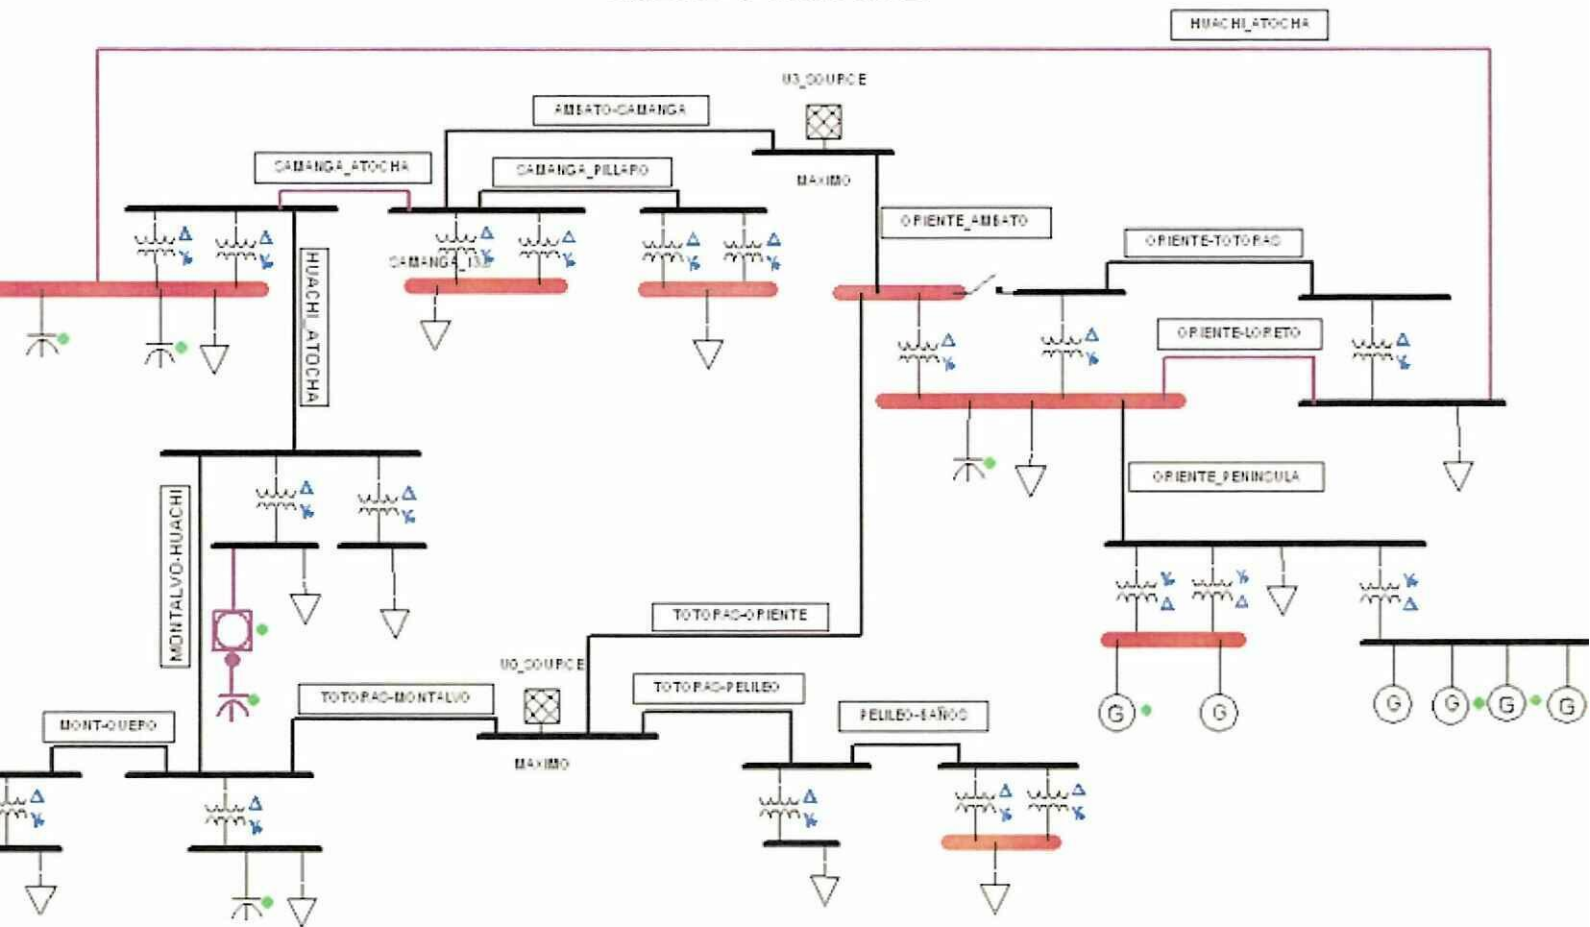 HUACHI_ATOCHA
U3_SOURCE
AMBATO-SAMANGA
SAMANGA_ATOCHA
SAMANGA_PILLARO
MAXIMO
ORIENTE_AMBATO
ORIENTE-TOTORAS
HUACHI_ATOCHA
ORIENTE-LORETO
ORIENTE_PENINSULA
MONTALVO-HUACHI
TOTORAS-ORIENTE
U0_SOURCE
TOTORAS-MONTALVO
TOTORAS-PELILEO
MONT-QUERO
PELILEO-BAÑOS
MAXIMO
G
G
G
G
G
G